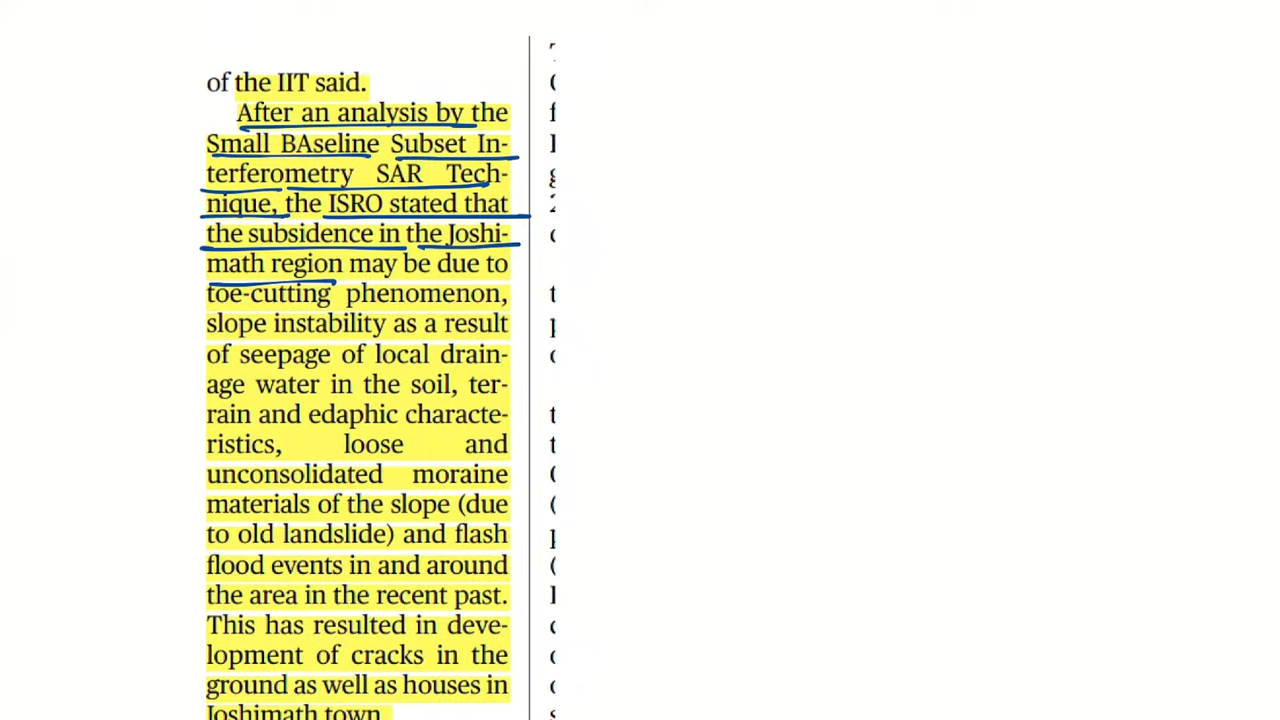 of the IIT said.
After an analysis by the
Small BAseline Subset In-
terferometry SAR Tech-
nique, the ISRO stated that
the subsidence in the Joshi-
math region may be due to
toe-cutting phenomenon,
slope instability as a result
of seepage of local drain-
age water in the soil, ter-
rain and edaphic characte-
ristics, loose and
unconsolidated moraine
materials of the slope (due
to old landslide) and flash
flood events in and around
the area in the recent past.
This has resulted in deve-
lopment of cracks in the
ground as well as houses in
Joshimath town.